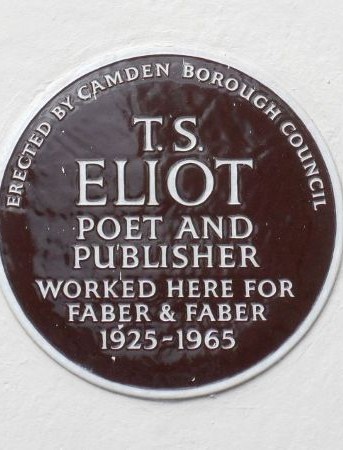 ERECTED BY CAMDEN BOROUGH COUNCIL
T.S.
ELIOT
POET AND
PUBLISHER
WORKED HERE FOR
FABER & FABER
1925-1965